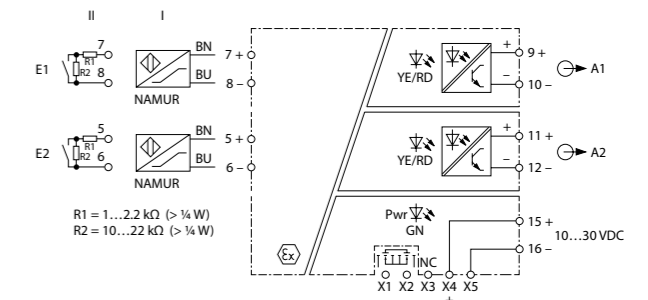 II I
E1 7 R1 R2 8 BN 7 + BU 8 – NAMUR
YE/RD + 9 + – 10 – A1
E2 5 R1 R2 6 BN 5 + BU 6 – NAMUR
YE/RD + 11 + – 12 – A2
R1 = 1…2.2 kΩ (> ¼ W)
R2 = 10…22 kΩ (> ¼ W)
Pwr
GN
15 +
10…30 VDC
16 –
Ex
NC
X1 X2 X3 X4 X5
+